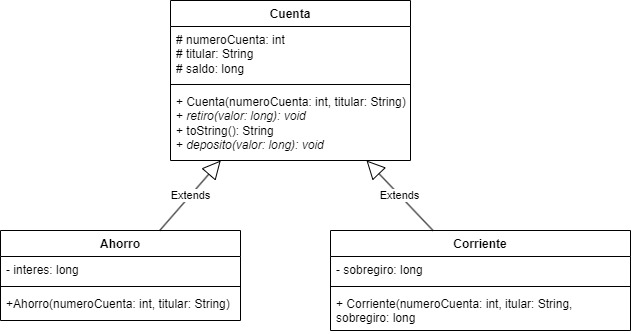 Cuenta
# numeroCuenta: int
# titular: String
# saldo: long
+ Cuenta(numeroCuenta: int, titular: String)
+ retiro(valor: long): void
+ toString(): String
+ deposito(valor: long): void
Extends
Extends
Ahorro
- interes: long
+Ahorro(numeroCuenta: int, titular: String)
Corriente
- sobregiro: long
+ Corriente(numeroCuenta: int, itular: String,
sobregiro: long